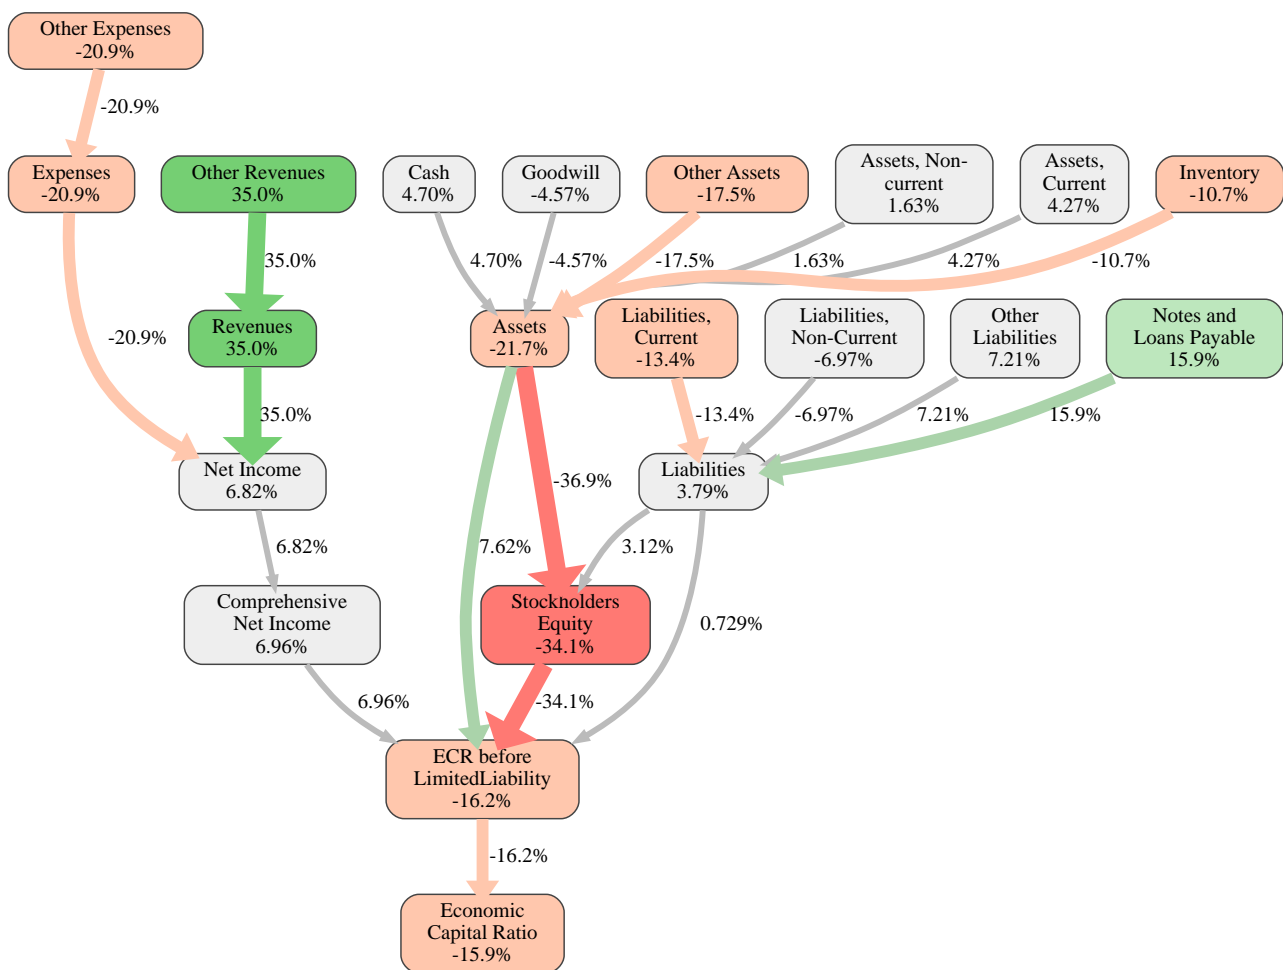 Other Expenses
-20.9%
-20.9%
Expenses
-20.9%
Other Revenues
35.0%
Cash
4.70%
Goodwill
-4.57%
Other Assets
-17.5%
Assets, Non-
current
1.63%
Assets,
Current
4.27%
Inventory
-10.7%
35.0%
4.70%
-4.57%
-17.5%
1.63%
4.27%
-10.7%
-20.9%
Revenues
35.0%
Assets
-21.7%
Liabilities,
Current
-13.4%
Liabilities,
Non-Current
-6.97%
Other
Liabilities
7.21%
Notes and
Loans Payable
15.9%
35.0%
-36.9%
-13.4%
-6.97%
7.21%
15.9%
Net Income
6.82%
Liabilities
3.79%
6.82%
7.62%
3.12%
0.729%
Comprehensive
Net Income
6.96%
Stockholders
Equity
-34.1%
6.96%
-34.1%
ECR before
LimitedLiability
-16.2%
-16.2%
Economic
Capital Ratio
-15.9%